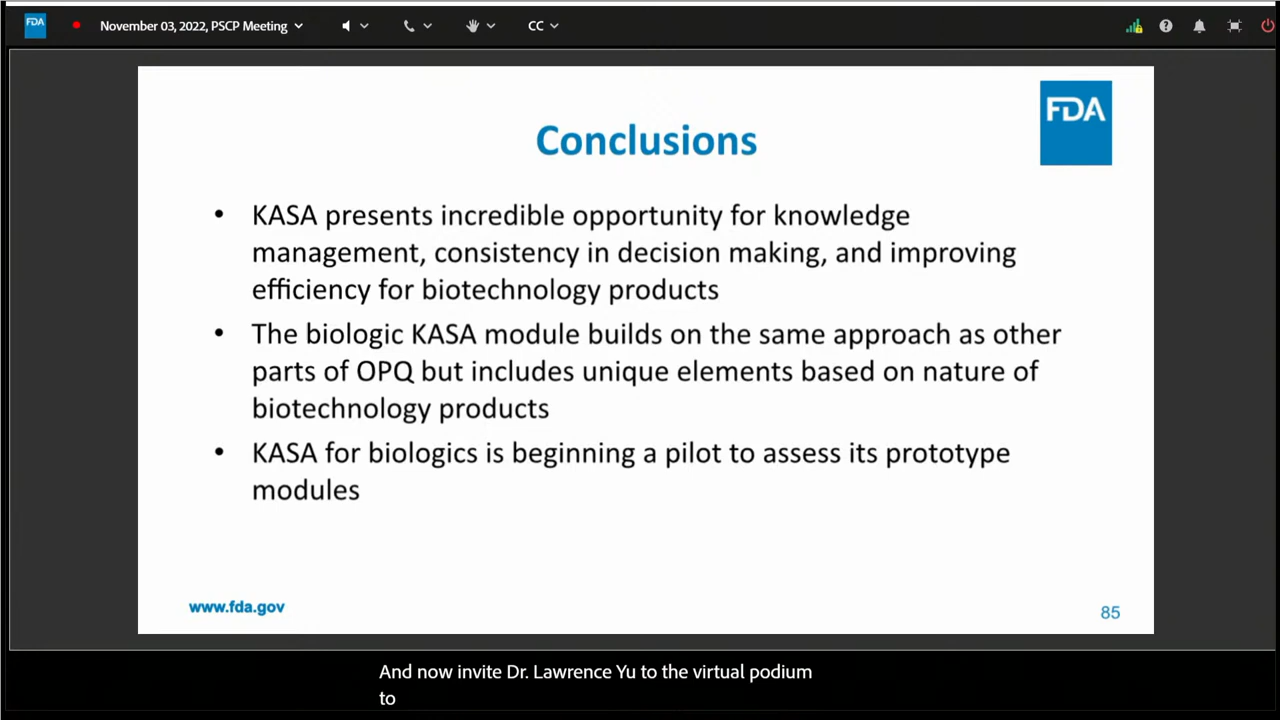 FDA
November 03, 2022, PSCP Meeting
CC
FDA
Conclusions
• KASA presents incredible opportunity for knowledge
management, consistency in decision making, and improving
efficiency for biotechnology products
• The biologic KASA module builds on the same approach as other
parts of OPQ but includes unique elements based on nature of
biotechnology products
• KASA for biologics is beginning a pilot to assess its prototype
modules
www.fda.gov
85
And now invite Dr. Lawrence Yu to the virtual podium
to